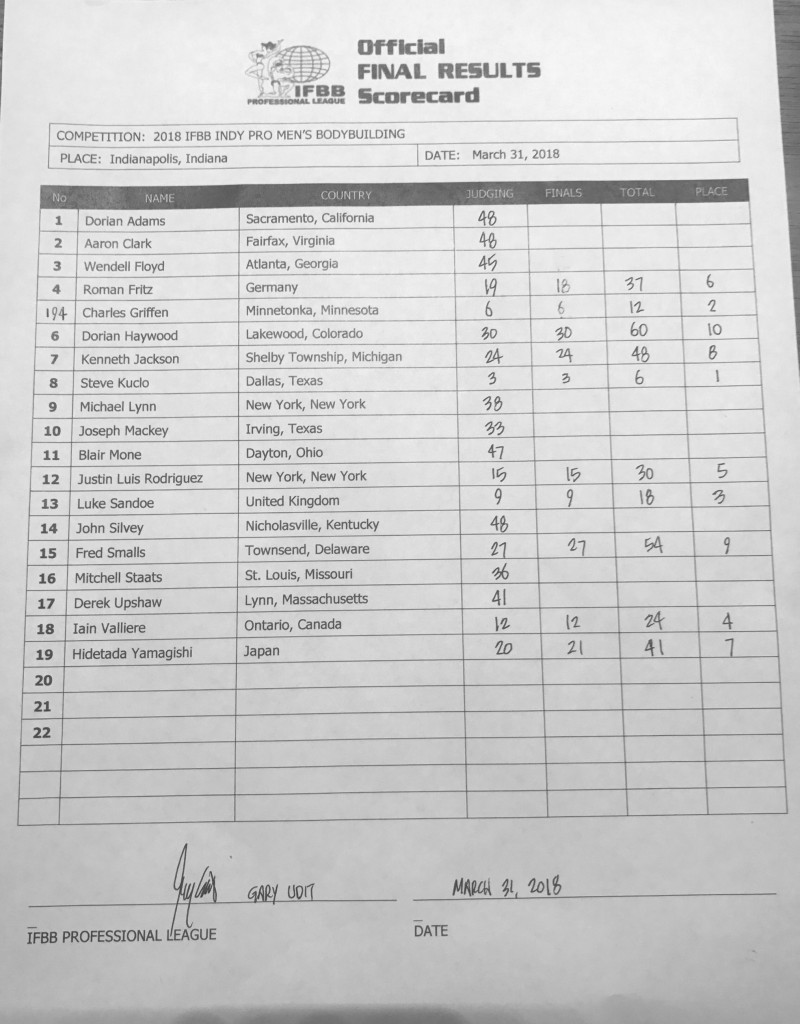 Official
FINAL RESULTS
Scorecard
IFBB
PROFESSIONAL LEAGUE
COMPETITION: 2018 IFBB INDY PRO MEN'S BODYBUILDING
PLACE: Indianapolis, Indiana DATE: March 31, 2018
No NAME COUNTRY JUDGING FINALS TOTAL PLACE
1 Dorian Adams Sacramento, California 48
2 Aaron Clark Fairfax, Virginia 48
3 Wendell Floyd Atlanta, Georgia 45
4 Roman Fritz Germany 19 18 37 6
194 Charles Griffen Minnetonka, Minnesota 6 6 12 2
6 Dorian Haywood Lakewood, Colorado 30 30 60 10
7 Kenneth Jackson Shelby Township, Michigan 24 24 48 8
8 Steve Kuclo Dallas, Texas 3 3 6 1
9 Michael Lynn New York, New York 38
10 Joseph Mackey Irving, Texas 33
11 Blair Mone Dayton, Ohio 47
12 Justin Luis Rodriguez New York, New York 15 15 30 5
13 Luke Sandoe United Kingdom 9 9 18 3
14 John Silvey Nicholasville, Kentucky 48
15 Fred Smalls Townsend, Delaware 27 27 54 9
16 Mitchell Staats St. Louis, Missouri 36
17 Derek Upshaw Lynn, Massachusetts 41
18 Iain Valliere Ontario, Canada 12 12 24 4
19 Hidetada Yamagishi Japan 20 21 41 7
20
21
22
GARY UDIT MARCH 31, 2018
IFBB PROFESSIONAL LEAGUE DATE